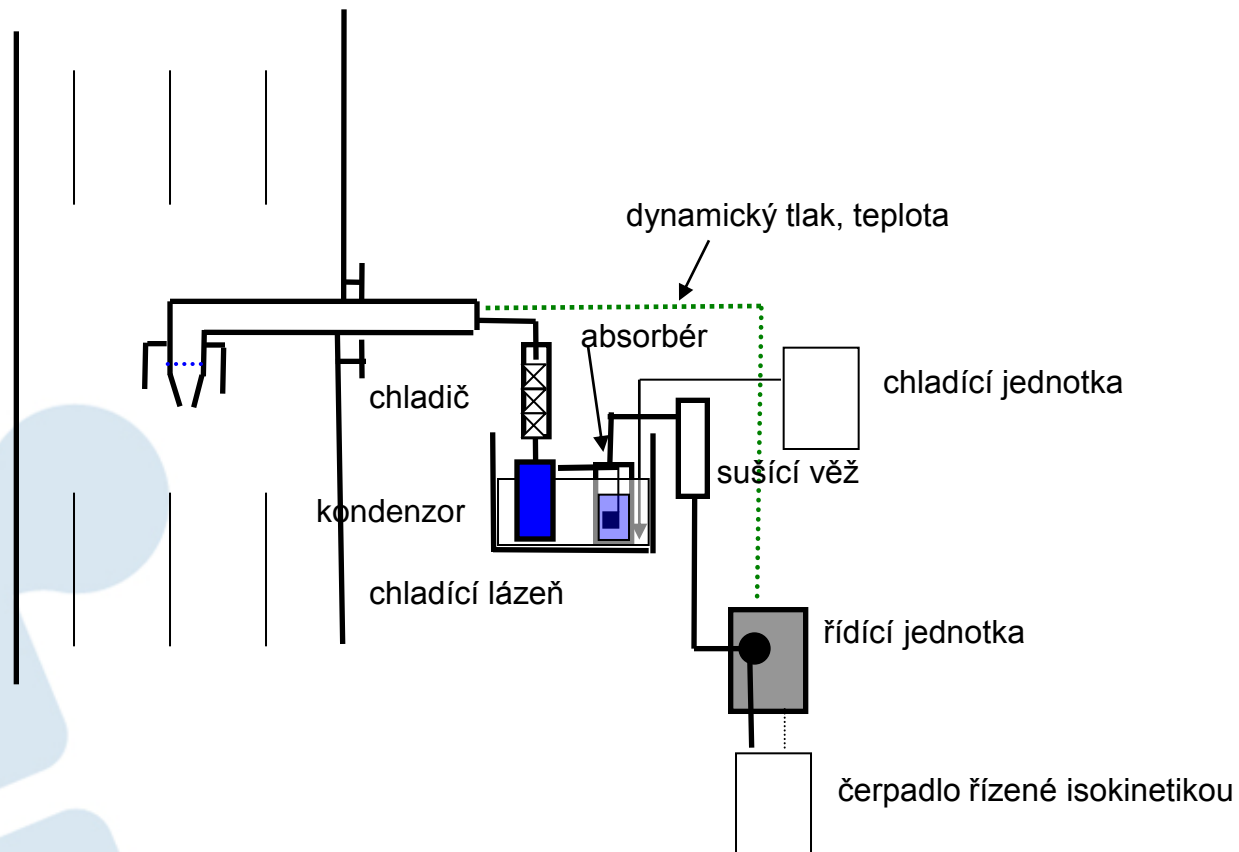 dynamický tlak, teplota
absorbér
chladič
chladící jednotka
sušící věž
kondenzor
chladící lázeň
řídící jednotka
čerpadlo řízené isokinetikou